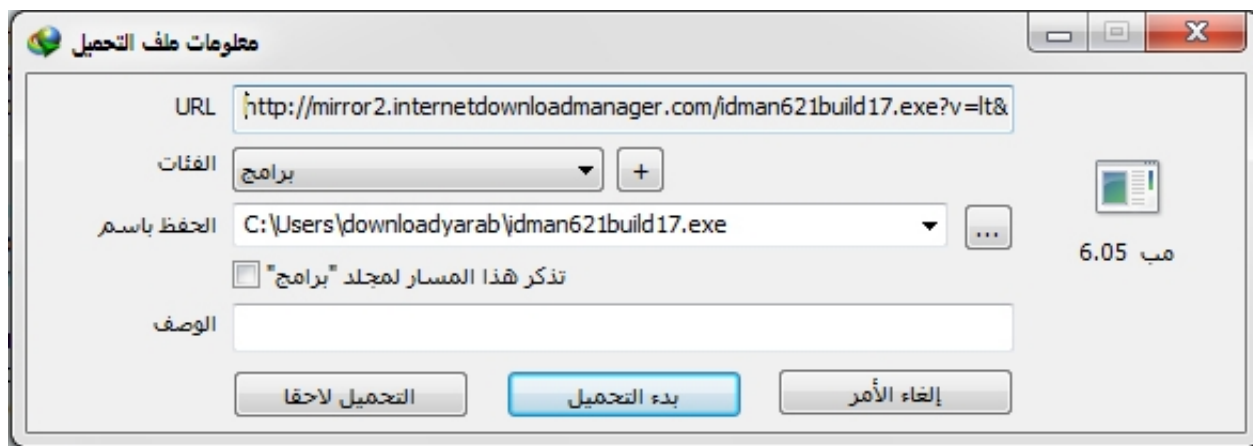 معلومات ملف التحميل
URL http://mirror2.internetdownloadmanager.com/idman621build17.exe?v=lt&
الفئات برامج +
الحفظ باسم C:\Users\downloadyarab\idman621build17.exe ...
6.05 مب
تذكر هذا المسار لمجلد "برامج"
الوصف
التحميل لاحقا بدء التحميل إلغاء الأمر